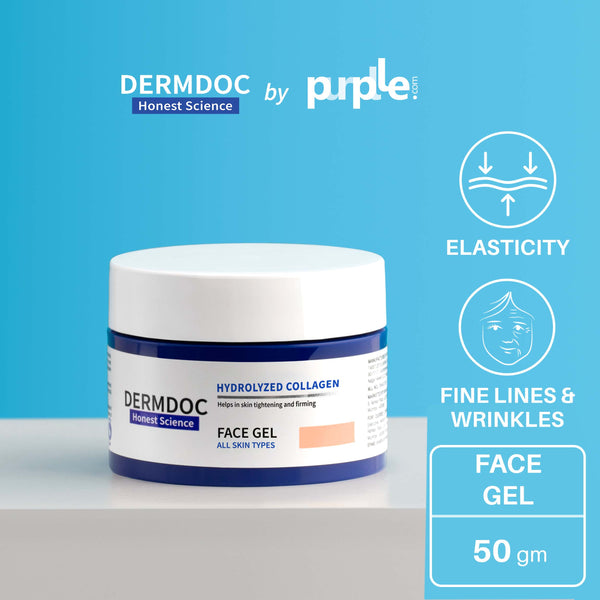 DERMDOC
Honest Science
by
purplle.com
ELASTICITY
FINE LINES &
WRINKLES
HYDROLYZED COLLAGEN
Helps in skin tightening and firming
DERMDOC
Honest Science
FACE GEL
ALL SKIN TYPES
FACE
GEL
50 gm